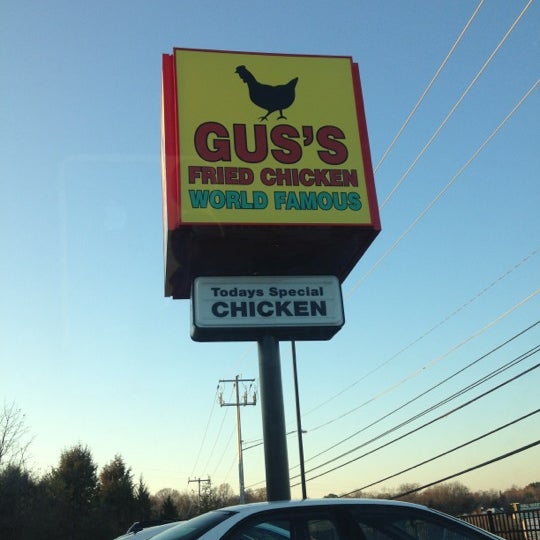 GUS'S
FRIED CHICKEN
WORLD FAMOUS
Todays Special
CHICKEN